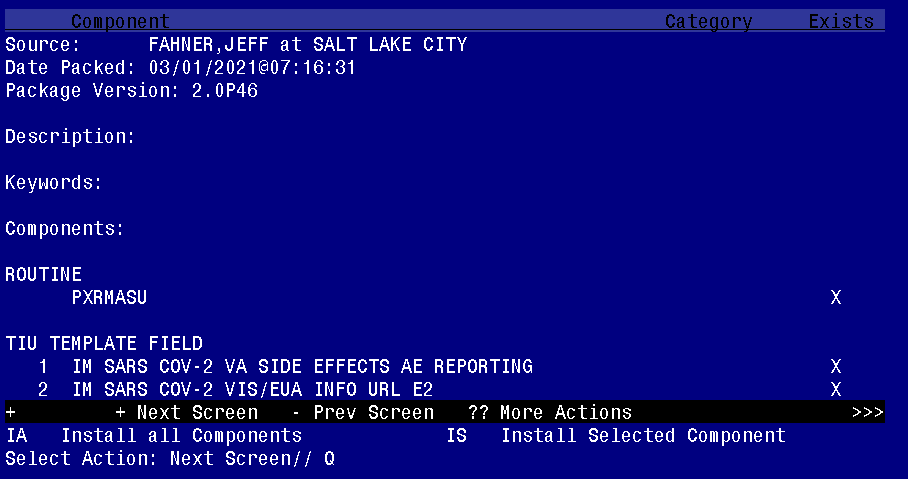 Component Category Exists
Source: FAHNER,JEFF at SALT LAKE CITY
Date Packed: 03/01/2021@07:16:31
Package Version: 2.0P46
Description:
Keywords:
Components:
ROUTINE
PXRMASU X
TIU TEMPLATE FIELD
1 IM SARS COV-2 VA SIDE EFFECTS AE REPORTING X
2 IM SARS COV-2 VIS/EUA INFO URL E2 X
+ + Next Screen - Prev Screen ?? More Actions >>>
IA Install all Components IS Install Selected Component
Select Action: Next Screen// Q